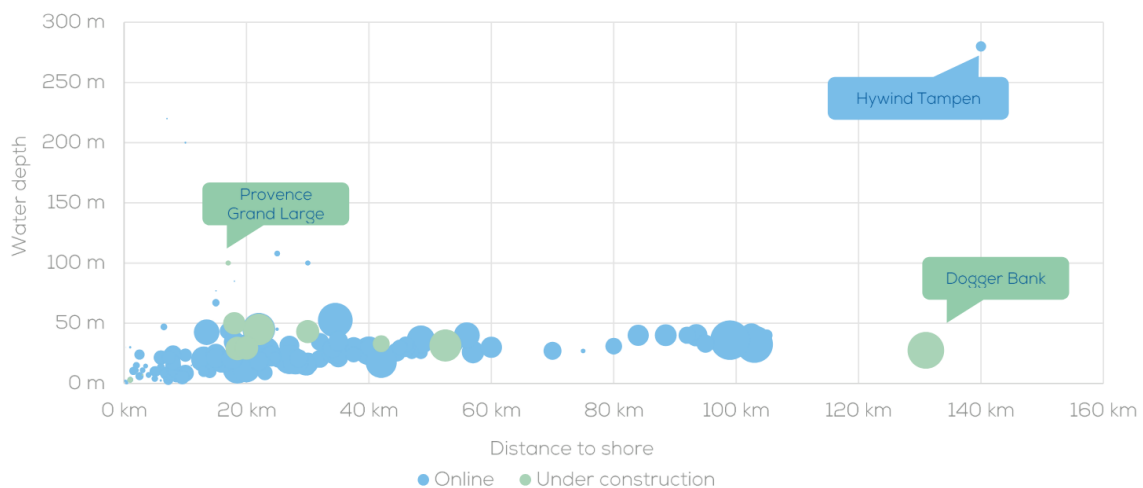 300 m
250 m
200 m
150 m
100 m
50 m
0 m
Water depth
Hywind Tampen
Provence
Grand Large
Dogger Bank
0 km 20 km 40 km 60 km 80 km 100 km 120 km 140 km 160 km
Distance to shore
Online Under construction